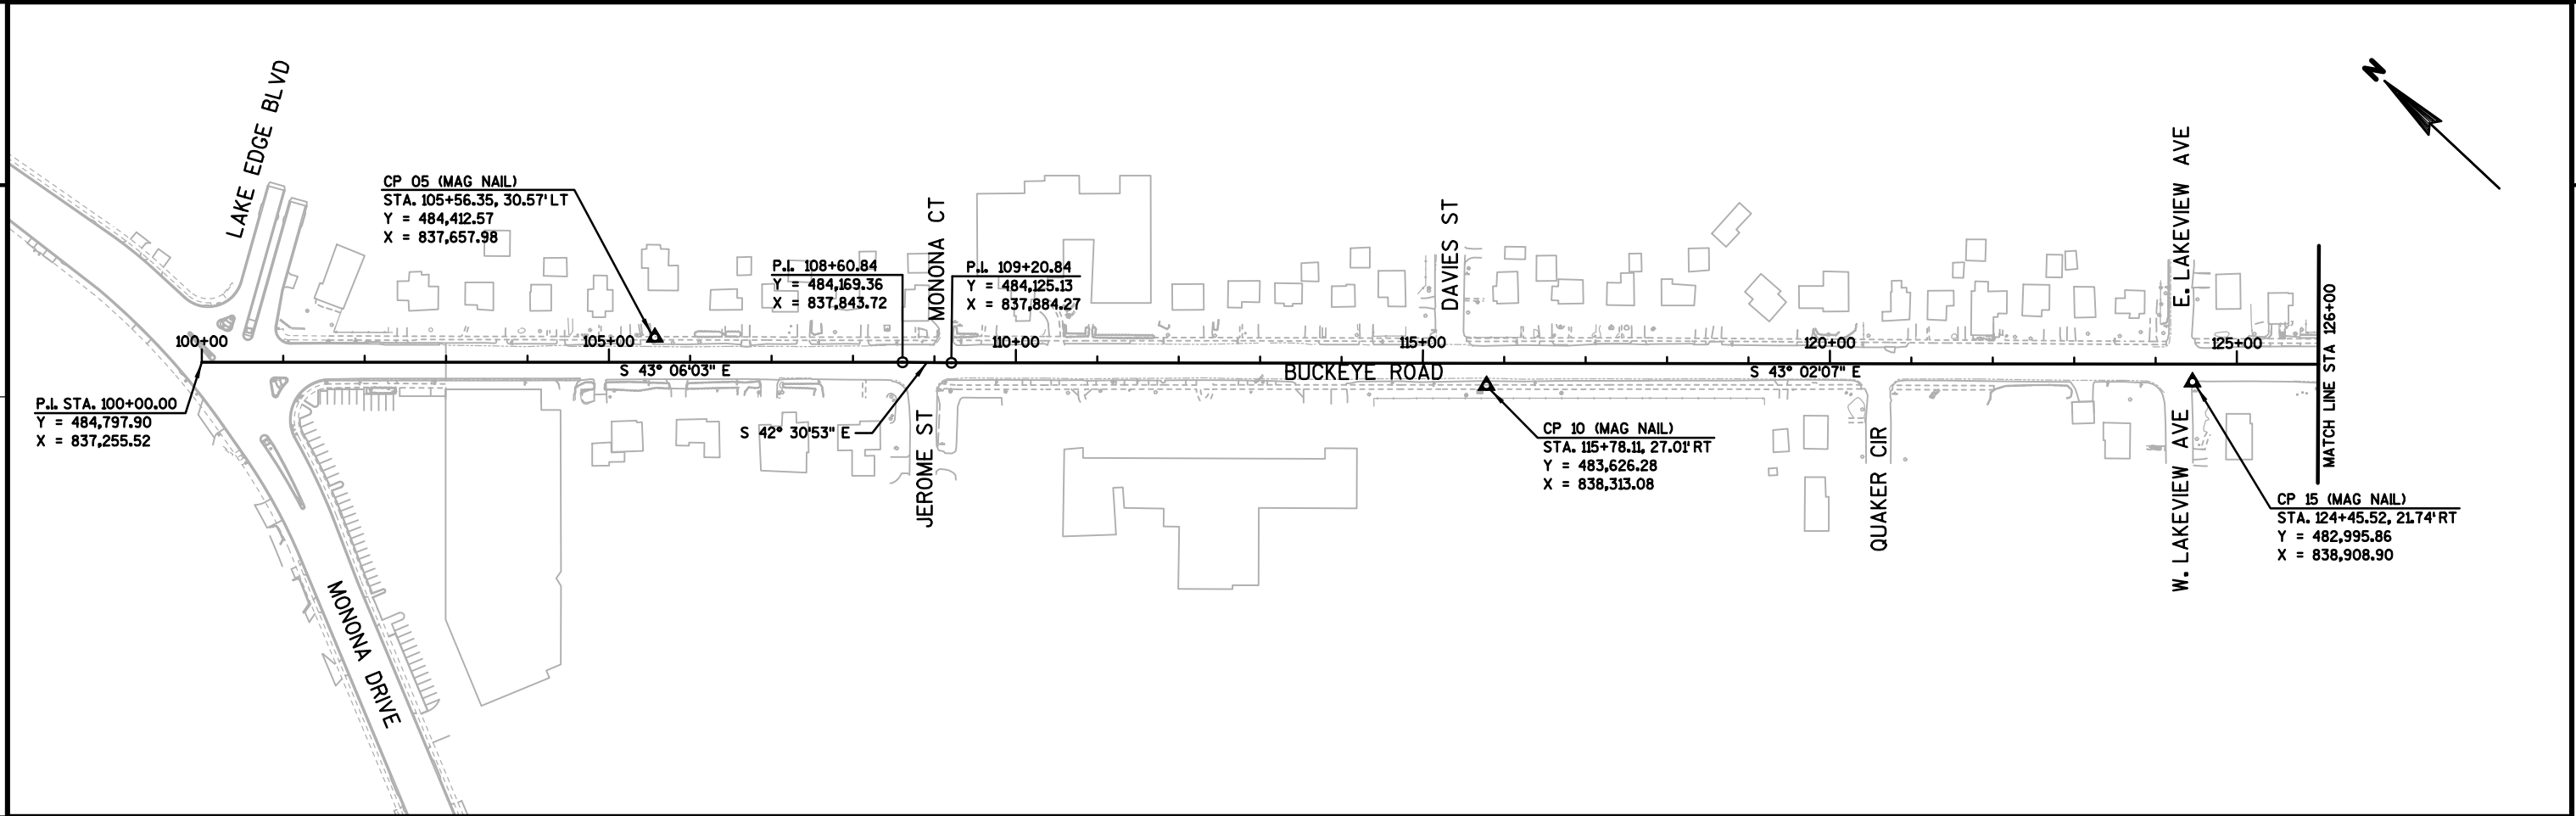 LAKE EDGE BLVD
N
CP 05 (MAG NAIL)
STA. 105+56.35, 30.57' LT
Y = 484,412.57
X = 837,657.98
P.I. 108+60.84
Y = 484,169.36
X = 837,843.72
MONONA CT
P.I. 109+20.84
Y = 484,125.13
X = 837,884.27
DAVIES ST
E. LAKEVIEW AVE
100+00
105+00
110+00
115+00
120+00
125+00
MATCH LINE STA 126+00
S 43° 06'03" E
BUCKEYE ROAD
S 43° 02'07" E
P.I. STA. 100+00.00
Y = 484,797.90
X = 837,255.52
S 42° 30'53" E
JEROME ST
CP 10 (MAG NAIL)
STA. 115+78.11, 27.01' RT
Y = 483,626.28
X = 838,313.08
QUAKER CIR
W. LAKEVIEW AVE
CP 15 (MAG NAIL)
STA. 124+45.52, 21.74' RT
Y = 482,995.86
X = 838,908.90
MONONA DRIVE